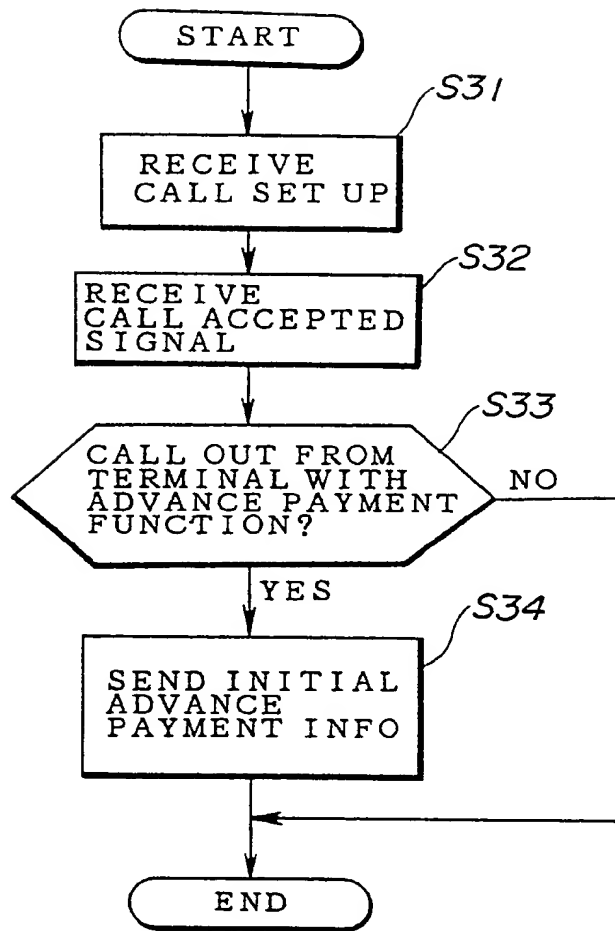 START
S31
RECEIVE
CALL SET UP
S32
RECEIVE
CALL ACCEPTED
SIGNAL
S33
CALL OUT FROM
TERMINAL WITH
ADVANCE PAYMENT
FUNCTION?
NO
YES
S34
SEND INITIAL
ADVANCE
PAYMENT INFO
END